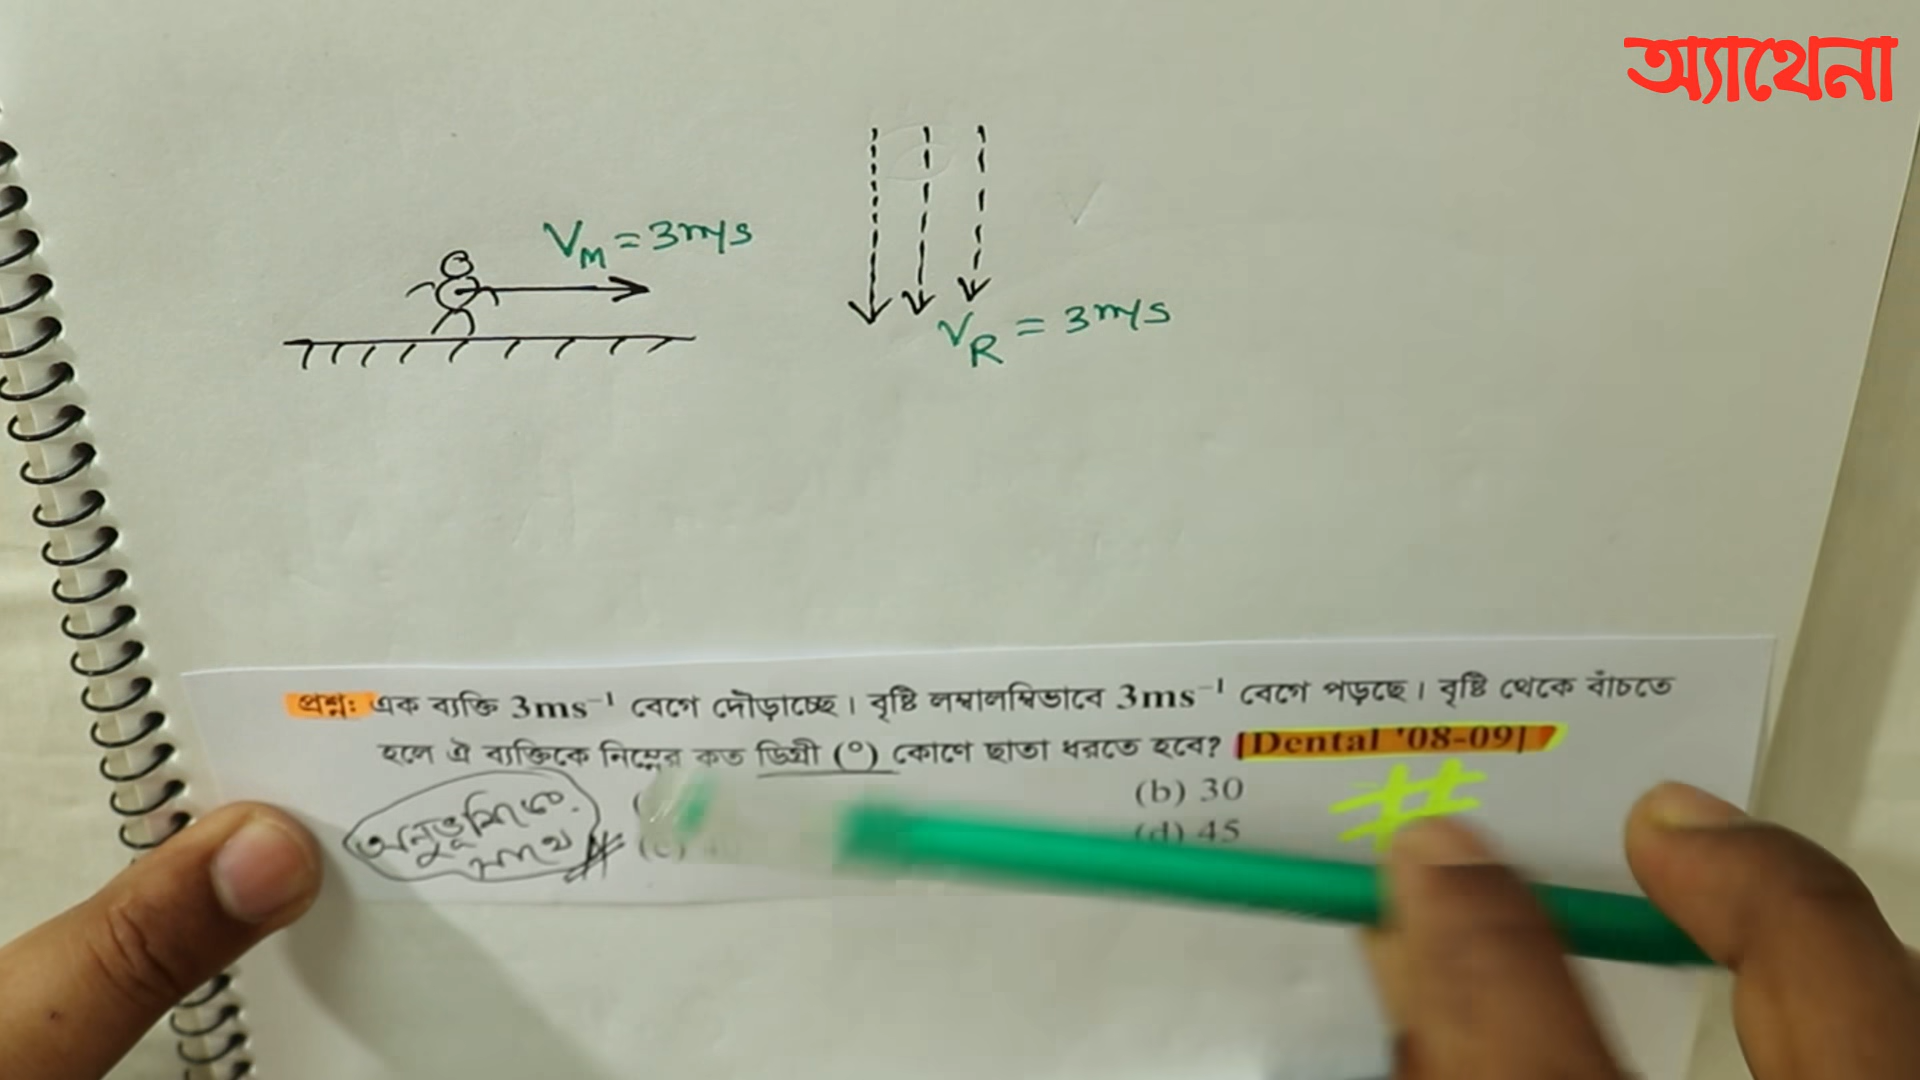 অ্যাথেনা
V_M = 3m/s
V_R = 3m/s
প্রশ্ন: এক ব্যক্তি 3ms⁻¹ বেগে দৌড়াচ্ছে। বৃষ্টি লম্বালম্বিভাবে 3ms⁻¹ বেগে পড়ছে। বৃষ্টি থেকে বাঁচতে
হলে ঐ ব্যক্তিকে নিম্নের কত ডিগ্রী (°) কোণে ছাতা ধরতে হবে? [Dental '08-09]
(b) 30
অনুভূমিকের
সাথে
(c)
(d) 45